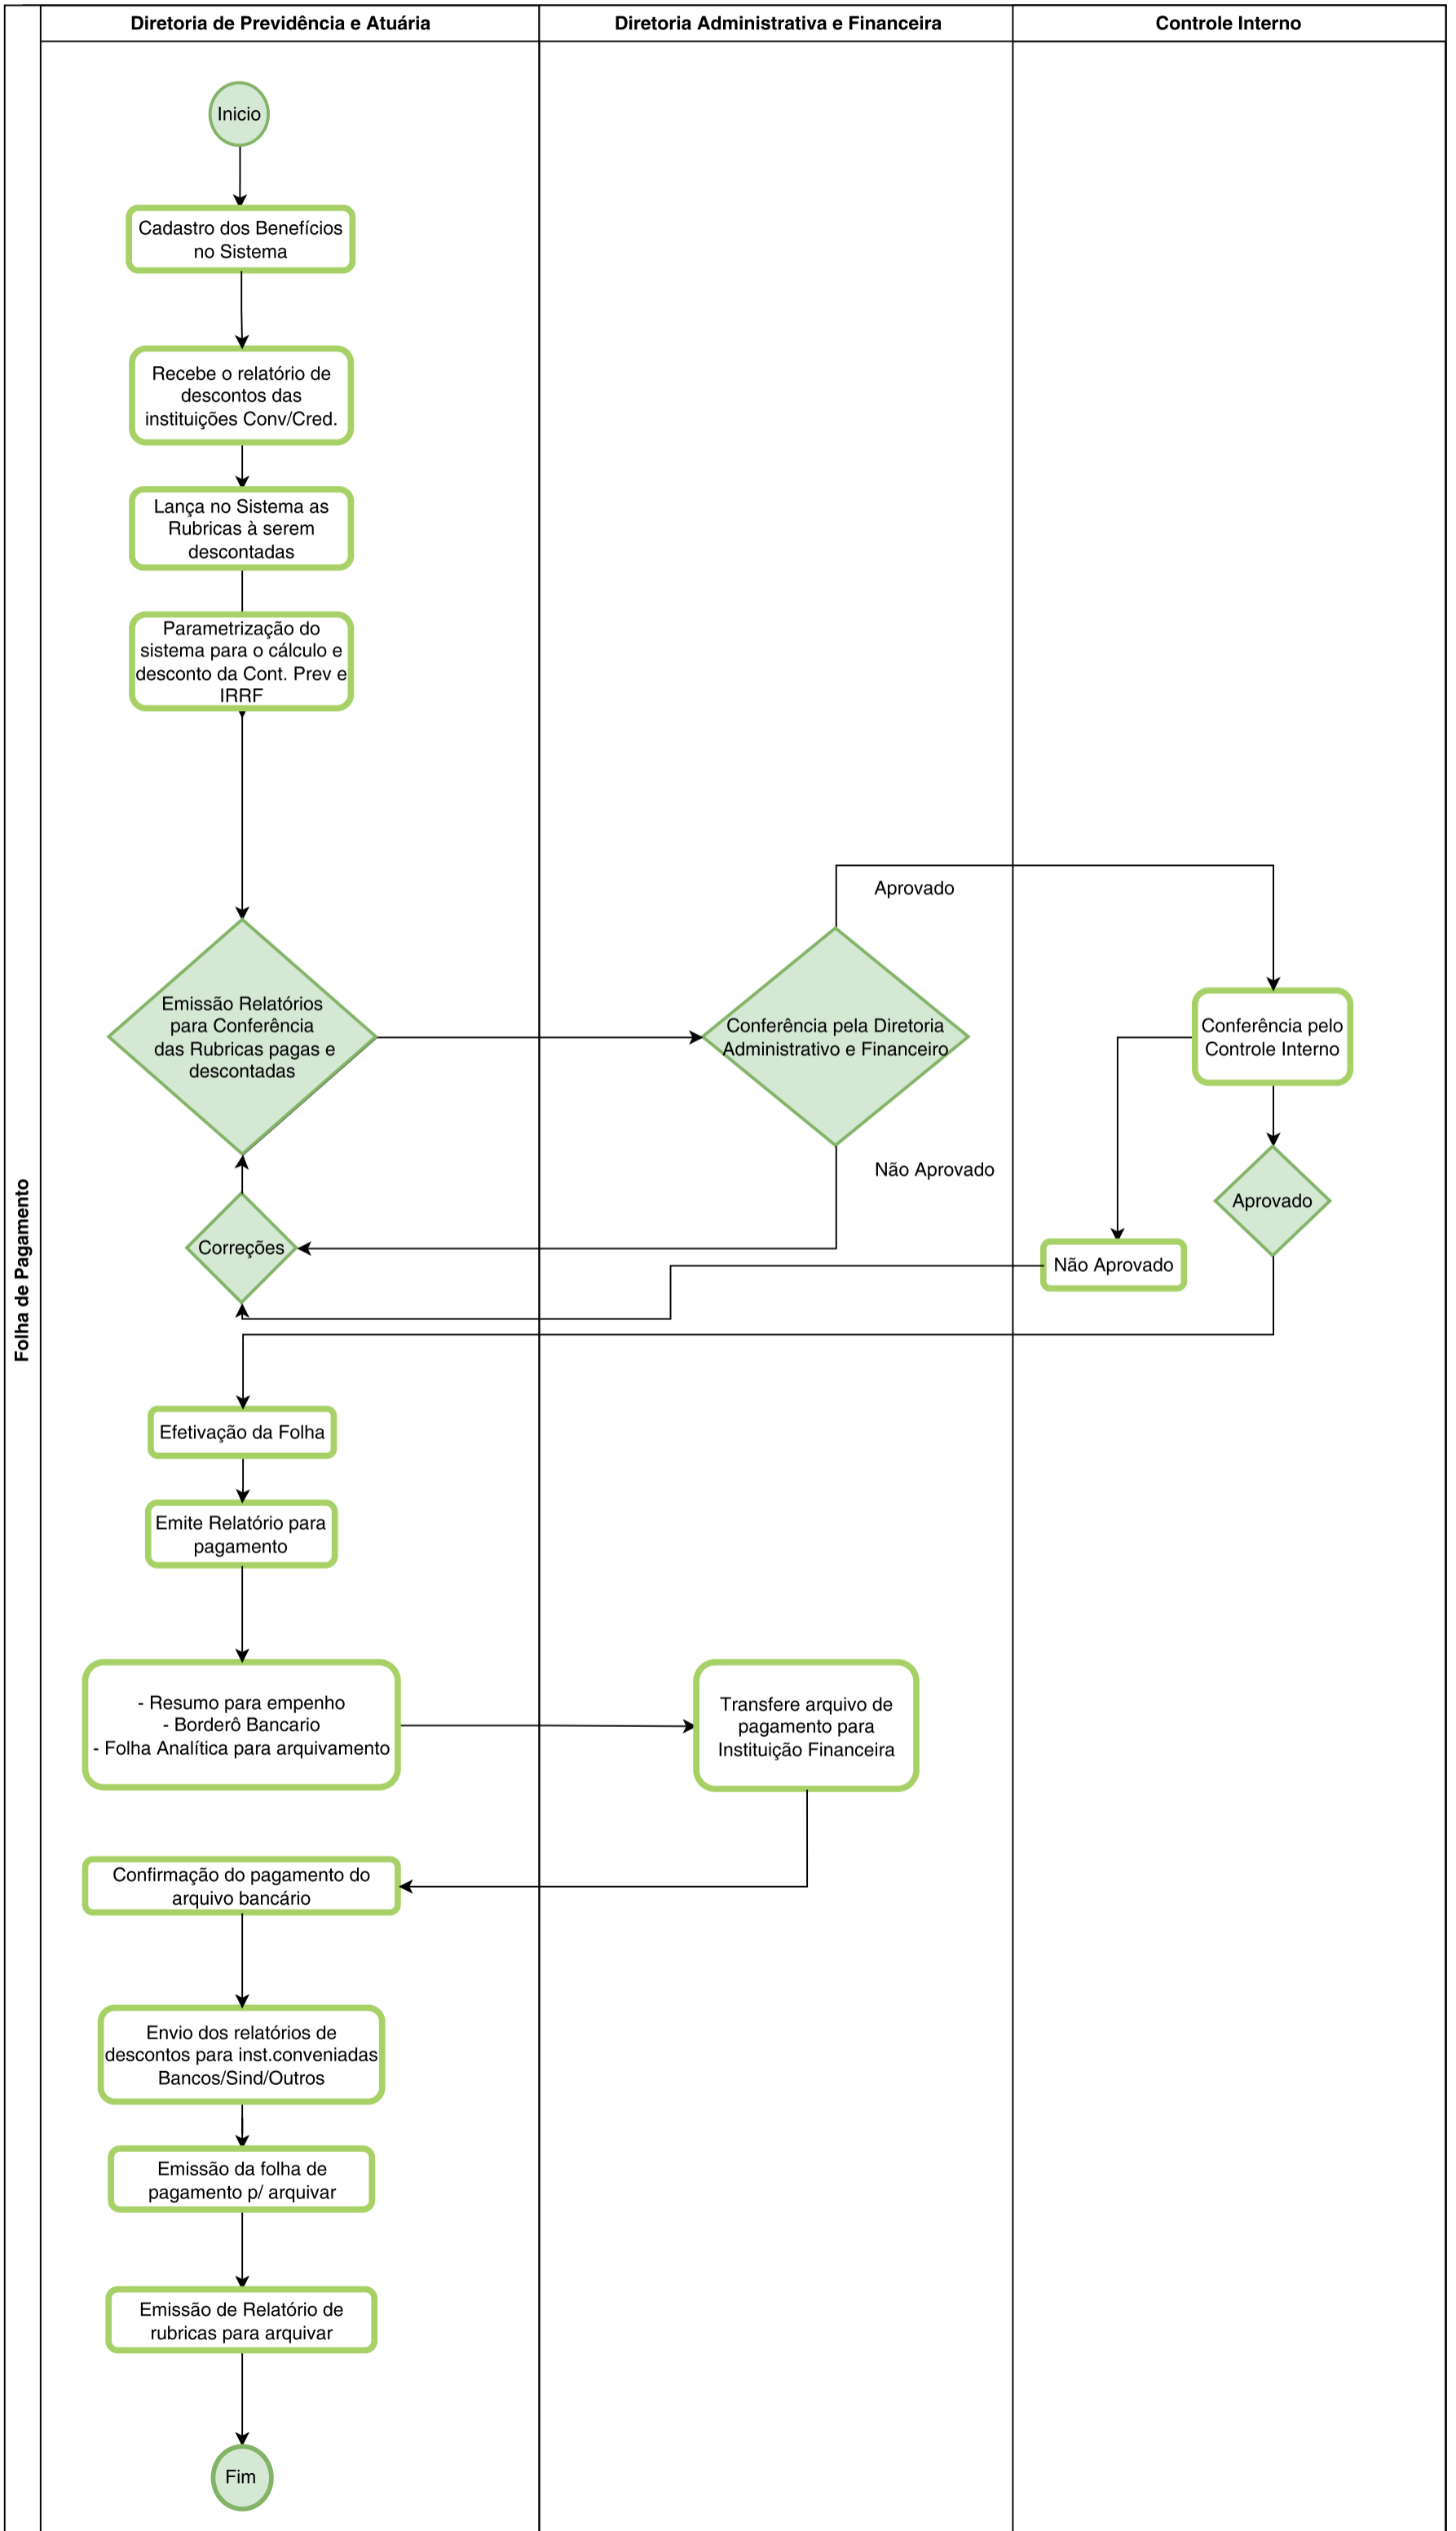 Diretoria de Previdência e Atuária
Diretoria Administrativa e Financeira
Controle Interno
Folha de Pagamento
Inicio
Cadastro dos Benefícios
no Sistema
Recebe o relatório de
descontos das
instituições Conv/Cred.
Lança no Sistema as
Rubricas à serem
descontadas
Parametrização do
sistema para o cálculo e
desconto da Cont. Prev e
IRRF
Emissão Relatórios
para Conferência
das Rubricas pagas e
descontadas
Conferência pela Diretoria
Administrativo e Financeiro
Aprovado
Conferência pelo
Controle Interno
Não Aprovado
Aprovado
Correções
Não Aprovado
Efetivação da Folha
Emite Relatório para
pagamento
- Resumo para empenho
- Borderô Bancario
- Folha Analítica para arquivamento
Transfere arquivo de
pagamento para
Instituição Financeira
Confirmação do pagamento do
arquivo bancário
Envio dos relatórios de
descontos para inst.conveniadas
Bancos/Sind/Outros
Emissão da folha de
pagamento p/ arquivar
Emissão de Relatório de
rubricas para arquivar
Fim